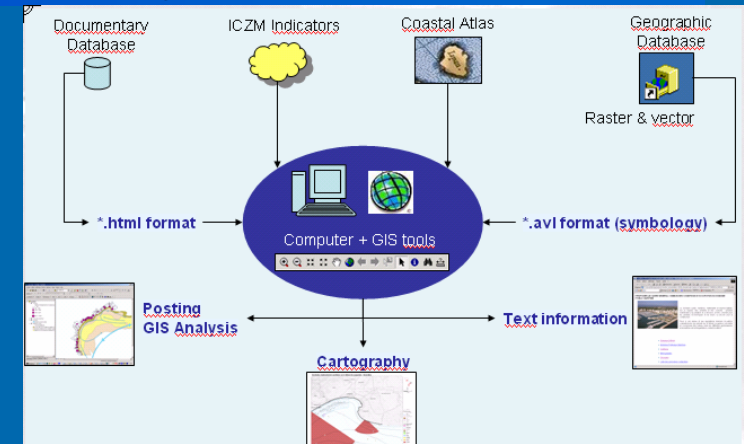 Documentary
Database
ICZM Indicators
Coastal Atlas
Geographic
Database
Raster & vector
*.html format
Computer + GIS tools
*.avl format (symbology)
Posting
GIS Analysis
Text information
Cartography